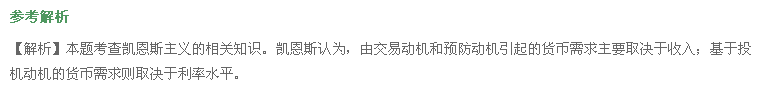 参考解析
【解析】本题考查凯恩斯主义的相关知识。凯恩斯认为，由交易动机和预防动机引起的货币需求主要取决于收入；基于投
机动机的货币需求则取决于利率水平。